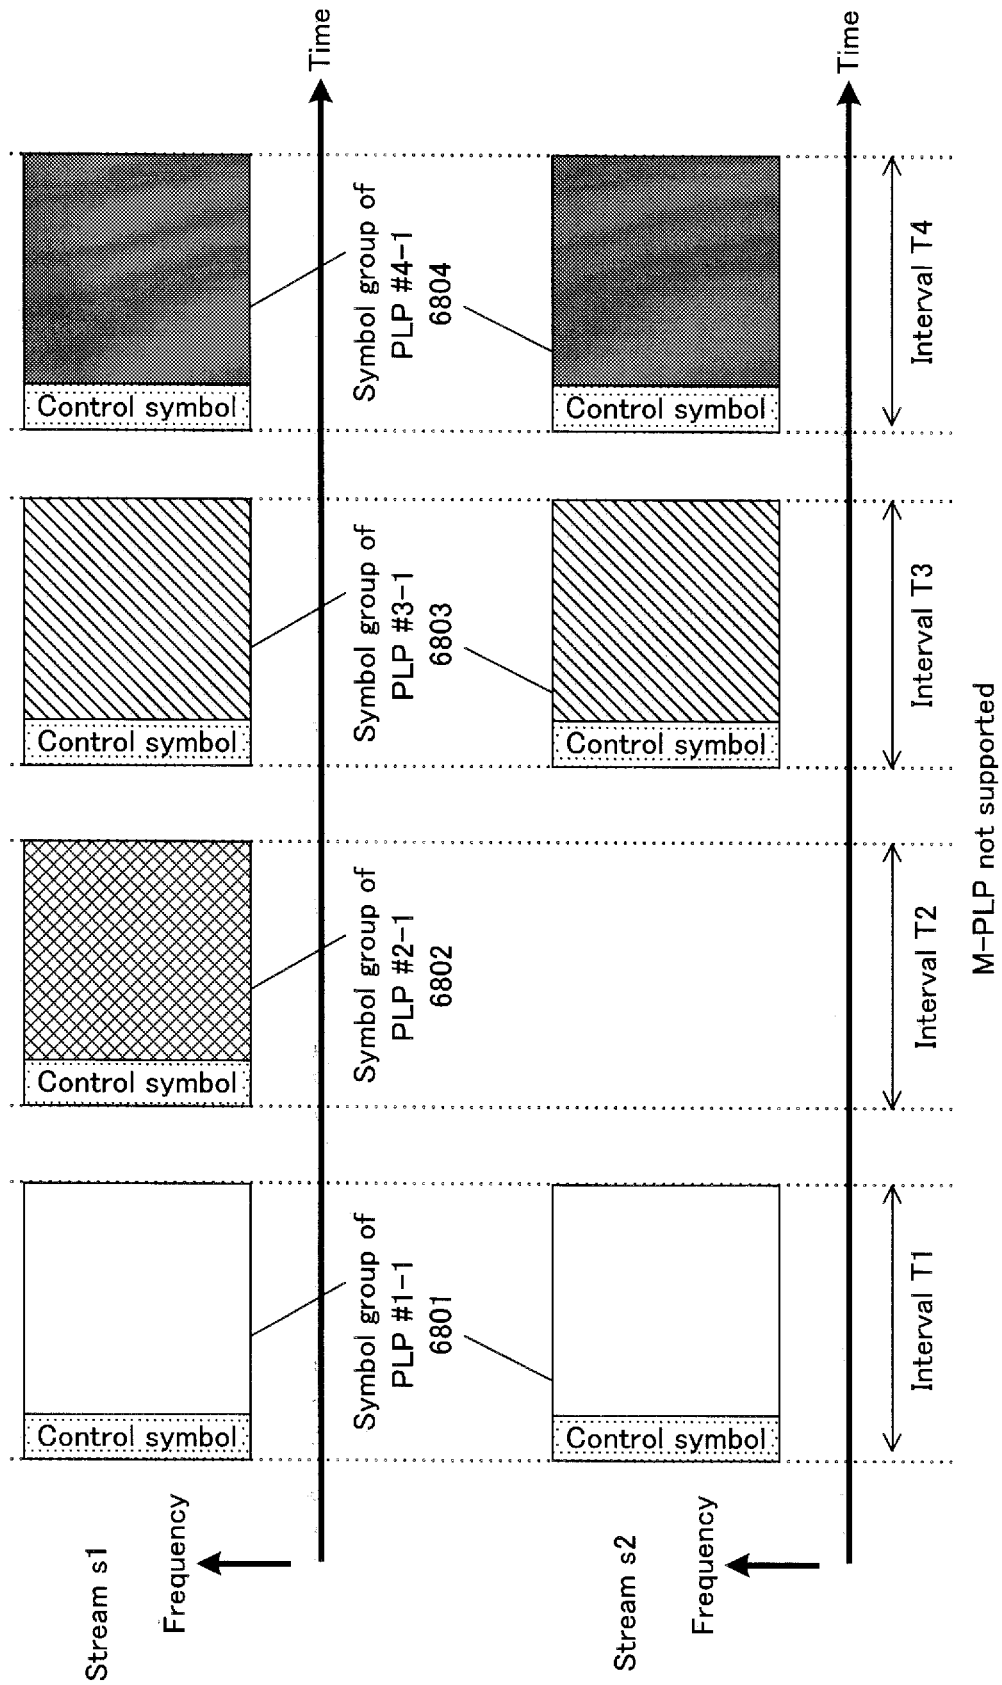 Stream s1
Frequency
Control symbol
Control symbol
Control symbol
Control symbol
Time
Symbol group of
PLP #1-1
6801
Symbol group of
PLP #2-1
6802
Symbol group of
PLP #3-1
6803
Symbol group of
PLP #4-1
6804
Stream s2
Frequency
Control symbol
Control symbol
Control symbol
Time
Interval T1
Interval T2
Interval T3
Interval T4
M-PLP not supported